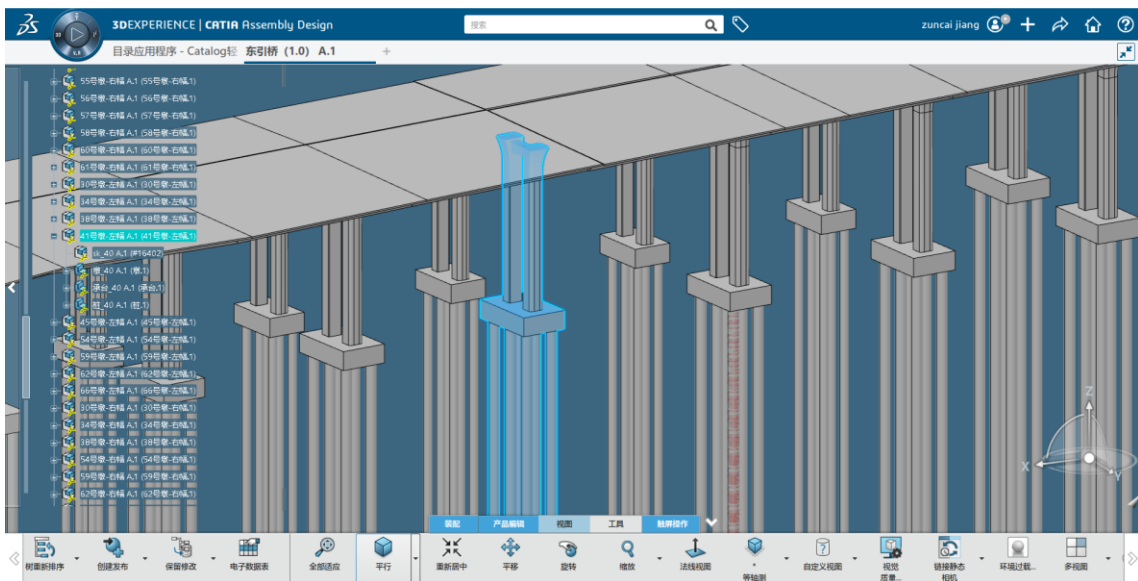 3DEXPERIENCE | CATIA Assembly Design
搜索
zuncai jiang
目录应用程序 - Catalog轻
东引桥 (1.0) A.1
55号墩-右幅 A.1 (55号墩-右幅.1)
56号墩-右幅 A.1 (56号墩-右幅.1)
57号墩-右幅 A.1 (57号墩-右幅.1)
58号墩-右幅 A.1 (58号墩-右幅.1)
60号墩-右幅 A.1 (60号墩-右幅.1)
61号墩-右幅 A.1 (61号墩-右幅.1)
30号墩-左幅 A.1 (30号墩-左幅.1)
34号墩-左幅 A.1 (34号墩-左幅.1)
38号墩-左幅 A.1 (38号墩-左幅.1)
41号墩-左幅 A.1 (41号墩-左幅.1)
sk_40 A.1 (#16402)
墩_40 A.1 (墩.1)
承台_40 A.1 (承台.1)
桩_40 A.1 (桩.1)
45号墩-左幅 A.1 (45号墩-左幅.1)
54号墩-左幅 A.1 (54号墩-左幅.1)
59号墩-左幅 A.1 (59号墩-左幅.1)
62号墩-左幅 A.1 (62号墩-左幅.1)
66号墩-左幅 A.1 (66号墩-左幅.1)
30号墩-右幅 A.1 (30号墩-右幅.1)
34号墩-右幅 A.1 (34号墩-右幅.1)
38号墩-右幅 A.1 (38号墩-右幅.1)
54号墩-右幅 A.1 (54号墩-右幅.1)
59号墩-右幅 A.1 (59号墩-右幅.1)
62号墩-右幅 A.1 (62号墩-右幅.1)
Z
X
Y
装配 产品编辑 视图 工具 触屏操作
树重新排序 创建发布 保留修改 电子数据表 全部适应 平行 重新居中 平移 旋转 缩放 法线视图 等轴测 自定义视图 视觉质量... 链接静态相机 环境过载... 多视图